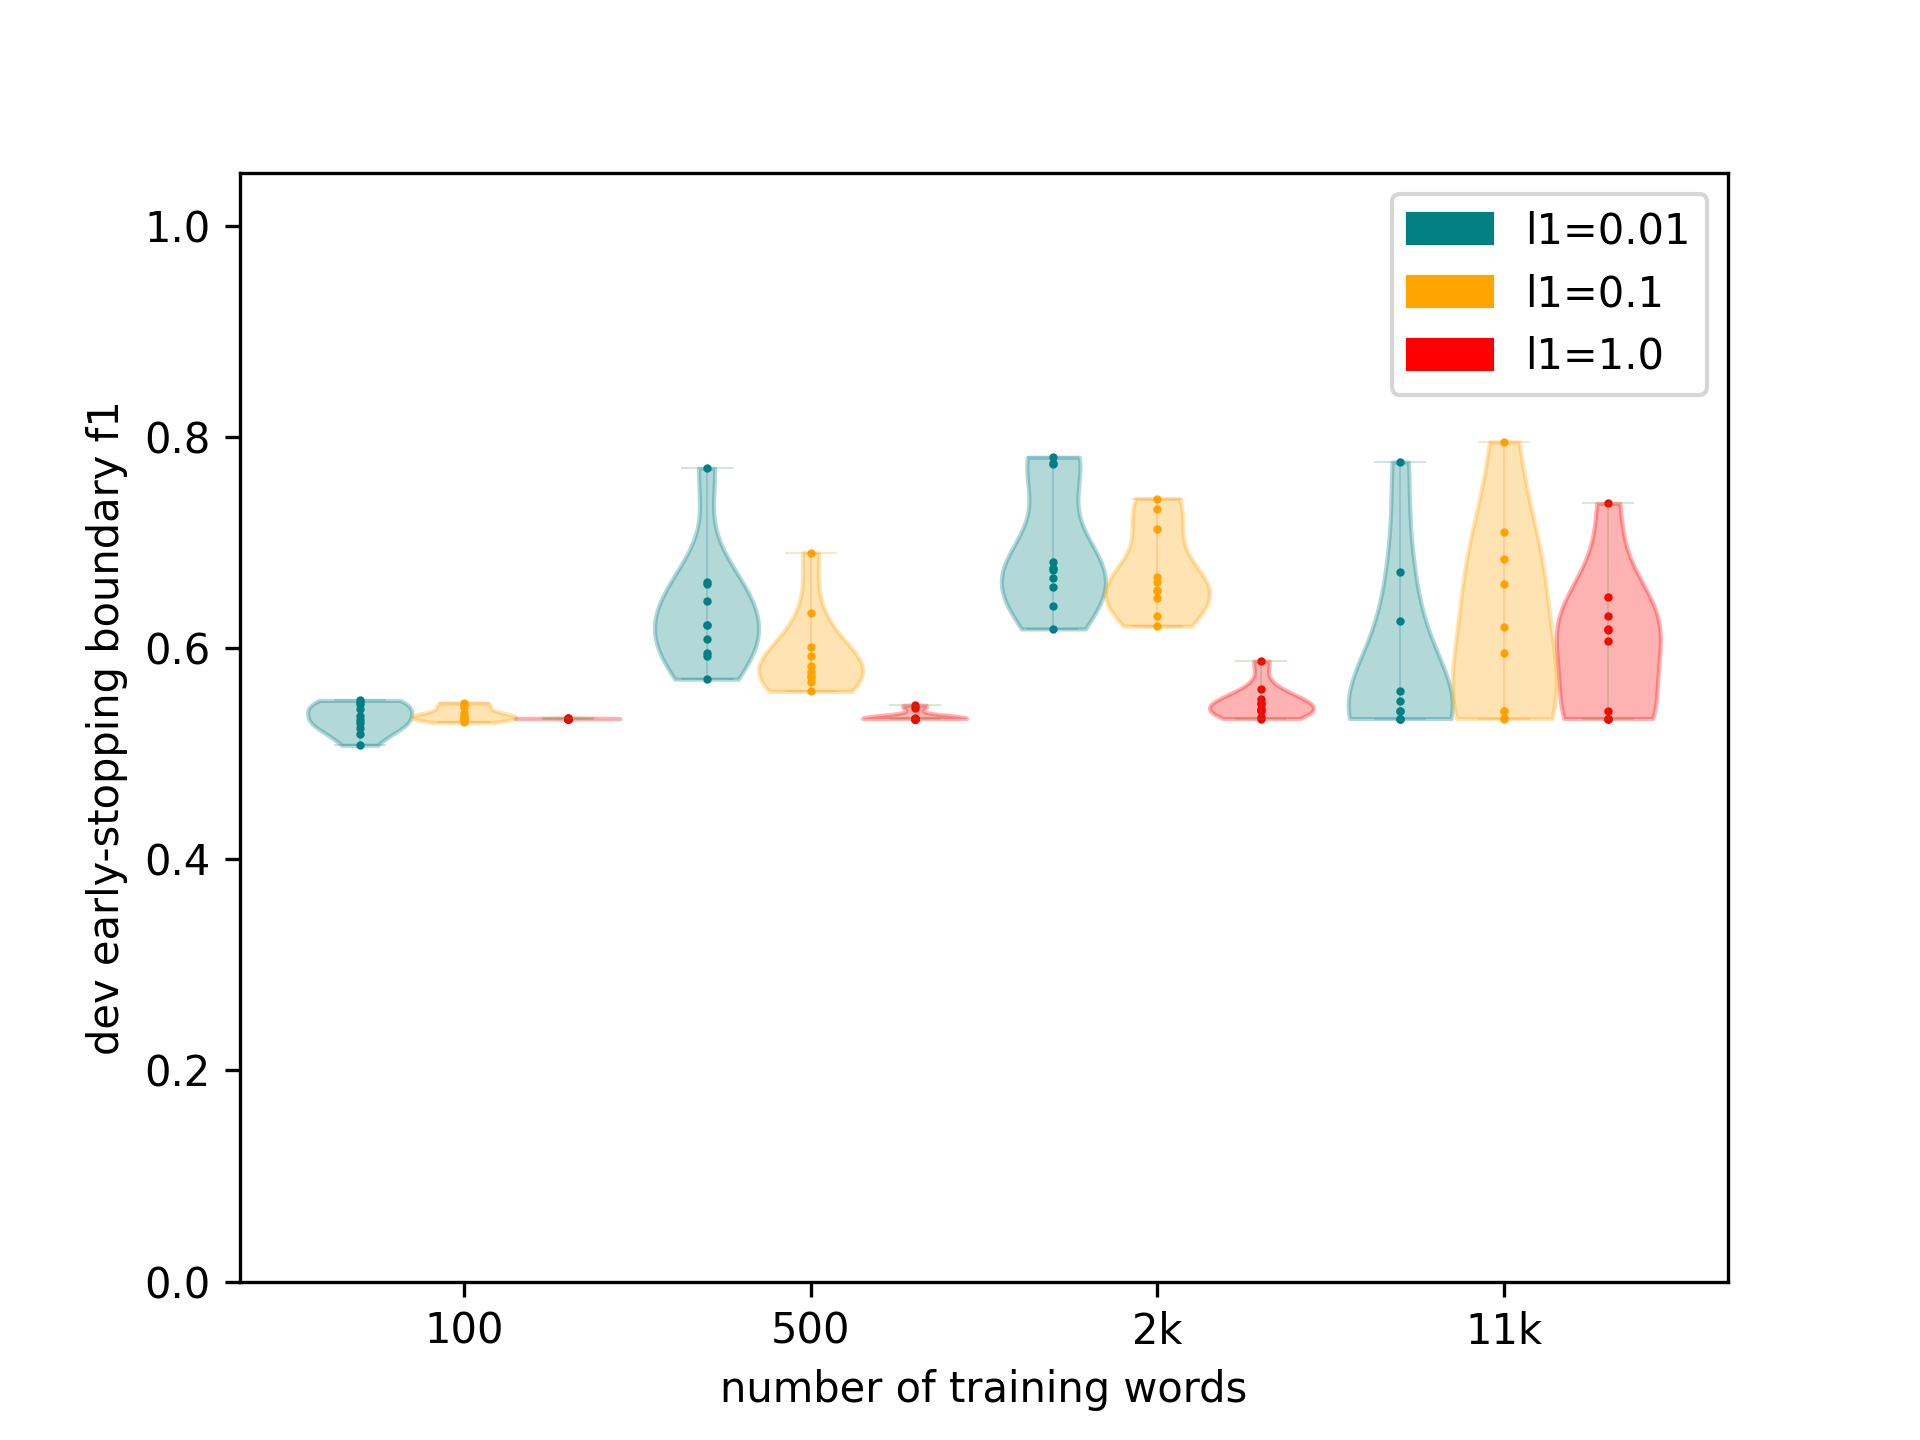 l1=0.01
l1=0.1
l1=1.0
1.0
0.8
0.6
0.4
0.2
0.0
dev early-stopping boundary f1
100 500 2k 11k
number of training words